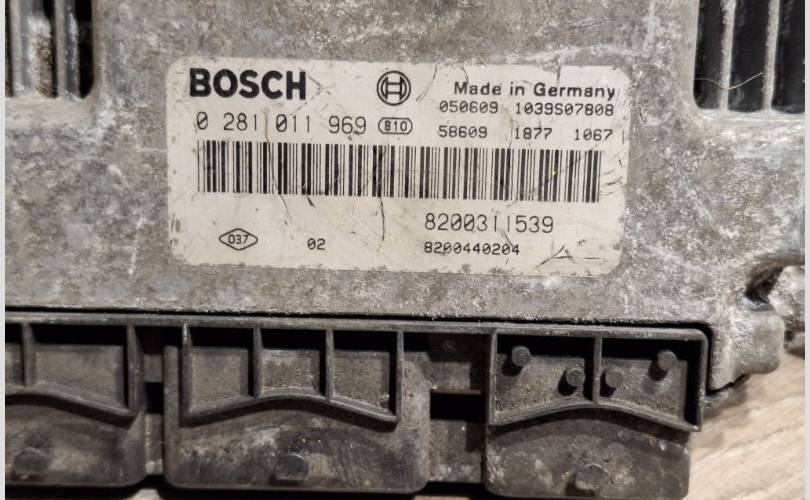 BOSCH
Made in Germany
050609 1039S07808
0 281 011 969 810
58609 1877 1067
8200311539
037 02 8200440204